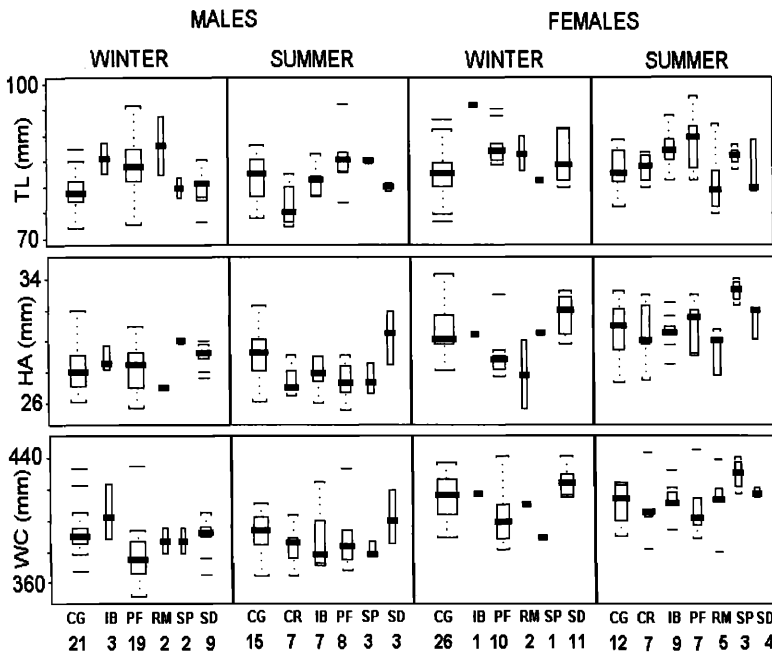 MALES FEMALES
WINTER SUMMER WINTER SUMMER
100
TL (mm)
70
34
HA (mm)
26
440
WC (mm)
360
CG IB PF RM SP SD CG CR IB PF SP SD CG IB PF RM SP SD CG CR IB PF RM SP SD
21 3 19 2 2 9 15 7 7 8 3 3 26 1 10 2 1 11 12 7 9 7 5 3 4